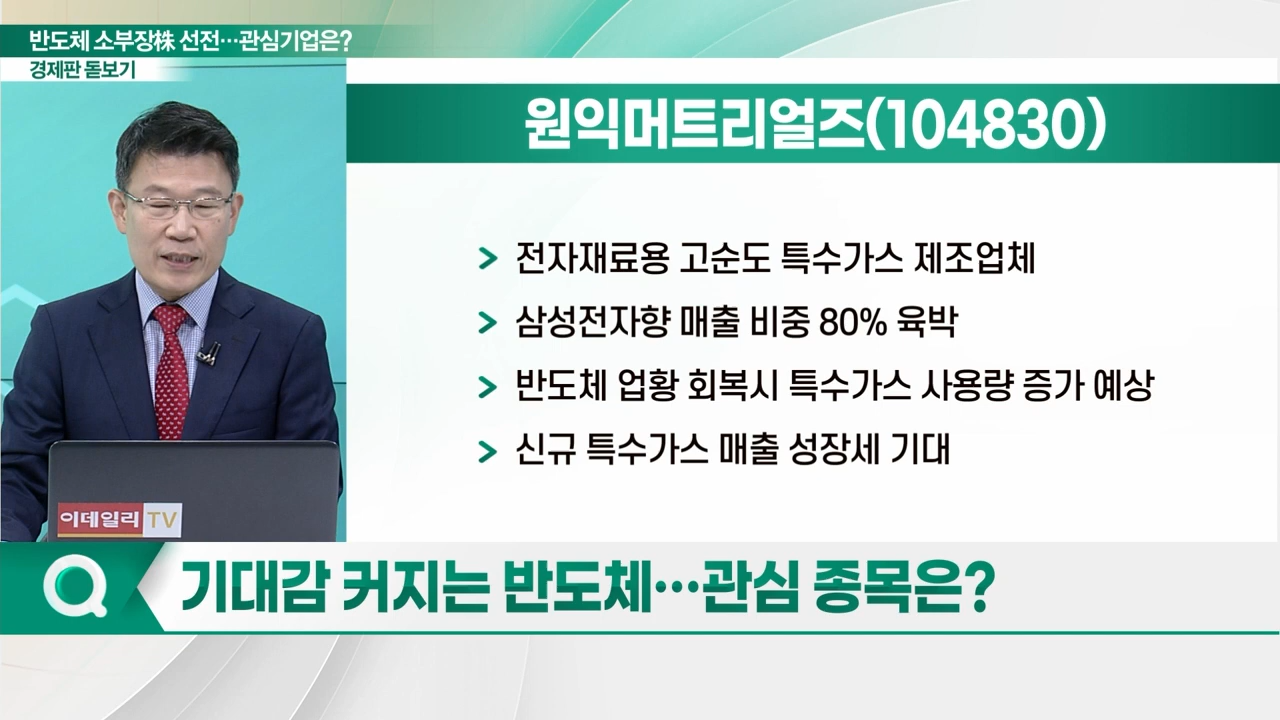 반도체 소부장株 선전…관심기업은?
경제판 돋보기
원익머트리얼즈(104830)
> 전자재료용 고순도 특수가스 제조업체
> 삼성전자향 매출 비중 80% 육박
> 반도체 업황 회복시 특수가스 사용량 증가 예상
> 신규 특수가스 매출 성장세 기대
이데일리 TV
기대감 커지는 반도체…관심 종목은?